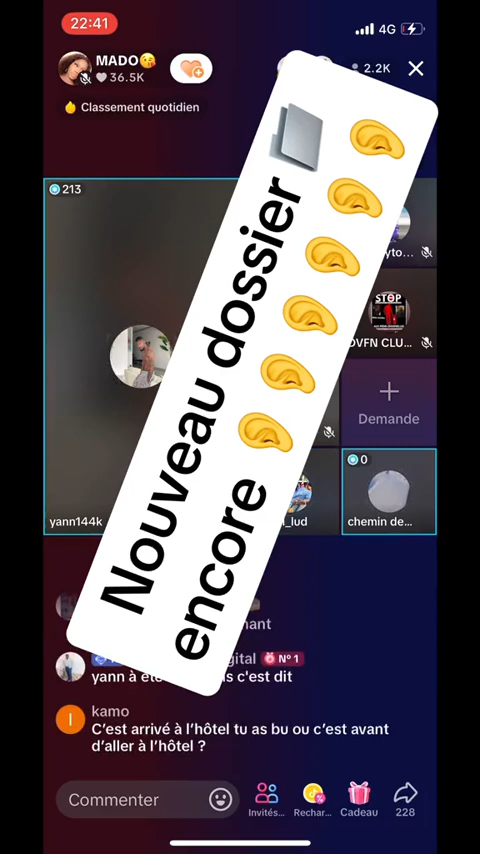 22:41
4G
MADO😘
36.5K
2.2K
Classement quotidien
213
Nouveau dossier
encore
STOP
OVFN CLU...
Demande
0
yann144k
chemin de...
N° 1
c'est dit
kamo
C’est arrivé à l’hôtel tu as bu ou c’est avant
d’aller à l’hôtel ?
Commenter
Invités...
Rechar...
Cadeau
228